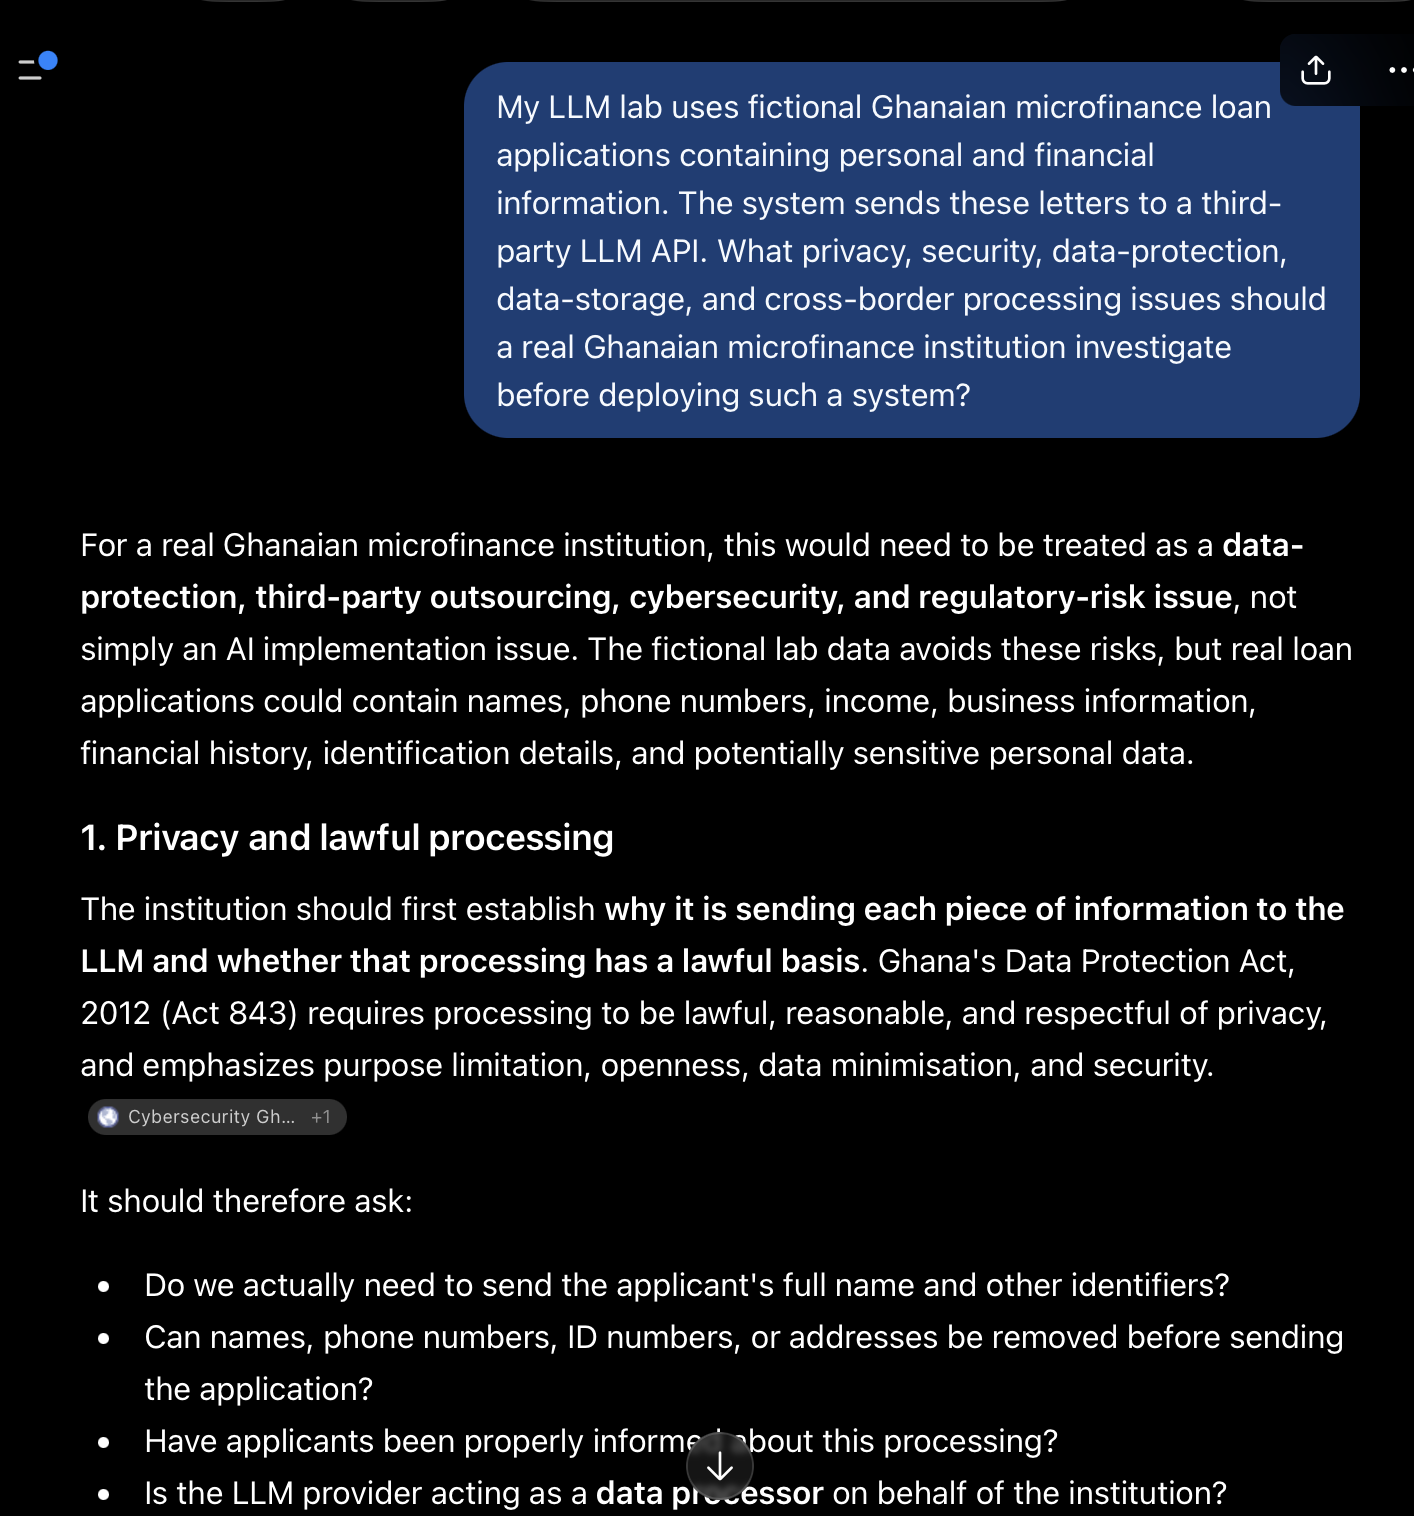 My LLM lab uses fictional Ghanaian microfinance loan
applications containing personal and financial
information. The system sends these letters to a third-
party LLM API. What privacy, security, data-protection,
data-storage, and cross-border processing issues should
a real Ghanaian microfinance institution investigate
before deploying such a system?
For a real Ghanaian microfinance institution, this would need to be treated as a data-
protection, third-party outsourcing, cybersecurity, and regulatory-risk issue, not
simply an AI implementation issue. The fictional lab data avoids these risks, but real loan
applications could contain names, phone numbers, income, business information,
financial history, identification details, and potentially sensitive personal data.
1. Privacy and lawful processing
The institution should first establish why it is sending each piece of information to the
LLM and whether that processing has a lawful basis. Ghana's Data Protection Act,
2012 (Act 843) requires processing to be lawful, reasonable, and respectful of privacy,
and emphasizes purpose limitation, openness, data minimisation, and security.
Cybersecurity Gh... +1
It should therefore ask:
• Do we actually need to send the applicant's full name and other identifiers?
• Can names, phone numbers, ID numbers, or addresses be removed before sending
the application?
• Have applicants been properly informed about this processing?
• Is the LLM provider acting as a data processor on behalf of the institution?